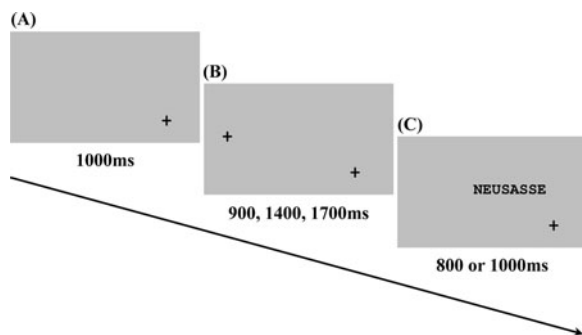 (A)
+
1000ms
(B)
+
+
900, 1400, 1700ms
(C)
NEUSASSE
+
800 or 1000ms